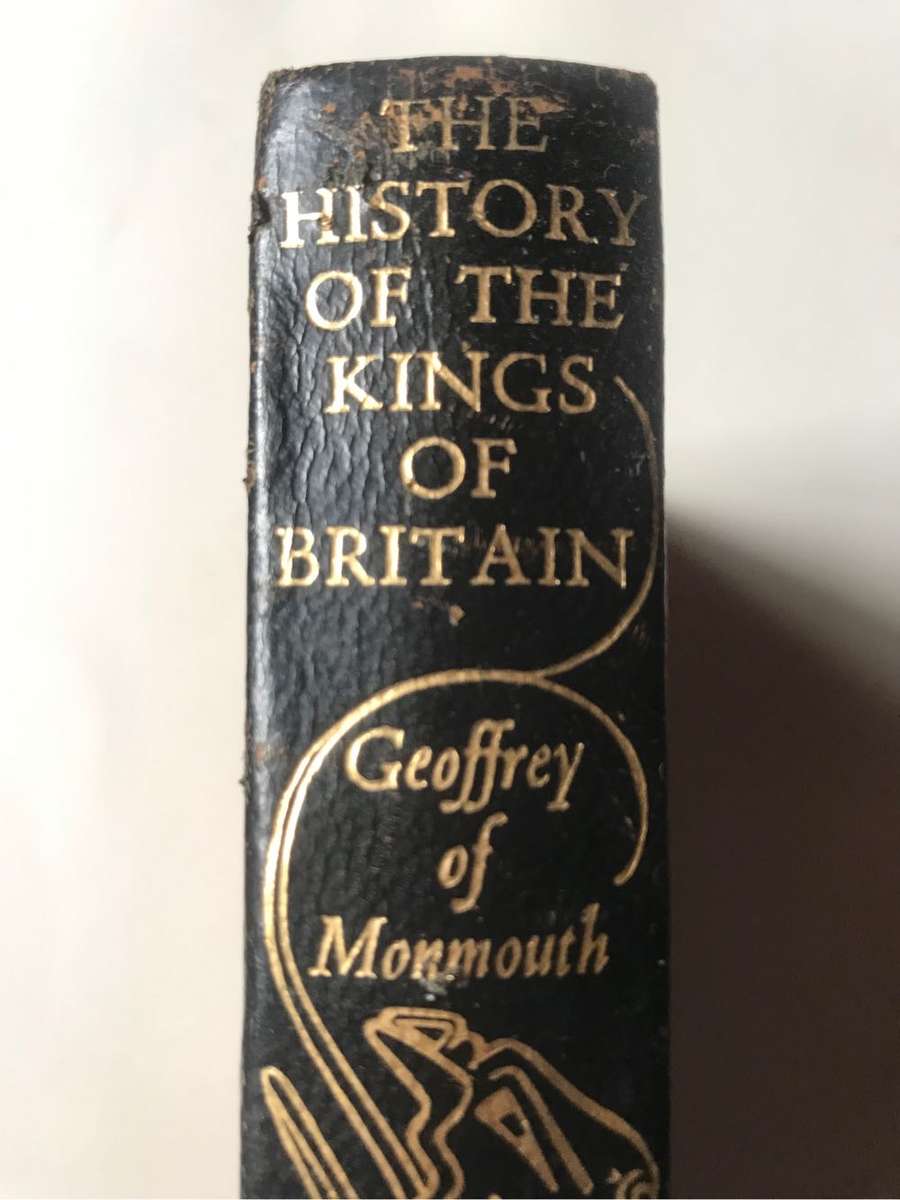 THE
HISTORY
OF THE
KINGS
OF
BRITAIN
Geoffrey
of
Monmouth